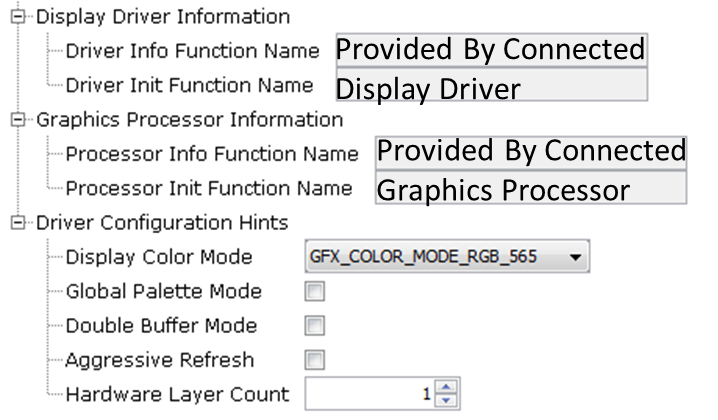 Display Driver Information
Driver Info Function Name Provided By Connected
Driver Init Function Name Display Driver
Graphics Processor Information
Processor Info Function Name Provided By Connected
Processor Init Function Name Graphics Processor
Driver Configuration Hints
Display Color Mode GFX_COLOR_MODE_RGB_565
Global Palette Mode
Double Buffer Mode
Aggressive Refresh
Hardware Layer Count 1